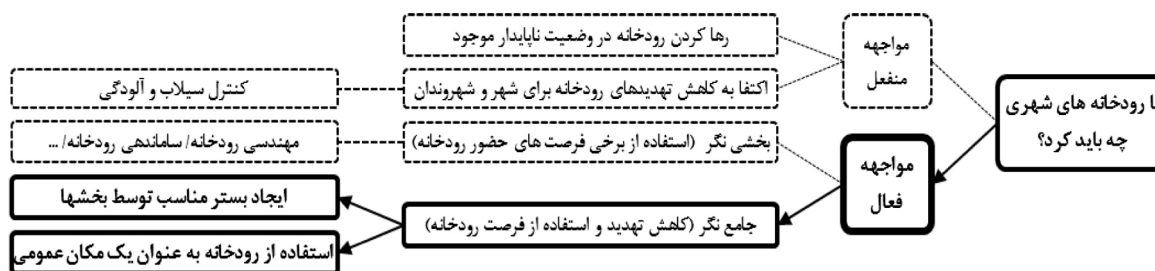 ا رودخانه های شهری
چه باید کرد؟
مواجهه
منفعل
رها کردن رودخانه در وضعیت ناپایدار موجود
اکتفا به کاهش تهدیدهای رودخانه برای شهر و شهروندان
کنترل سیلاب و آلودگی
مواجهه
فعال
بخشی نگر (استفاده از برخی فرصت های حضور رودخانه)
مهندسی رودخانه/ ساماندهی رودخانه/ ...
جامع نگر (کاهش تهدید و استفاده از فرصت رودخانه)
ایجاد بستر مناسب توسط بخشها
استفاده از رودخانه به عنوان یک مکان عمومی